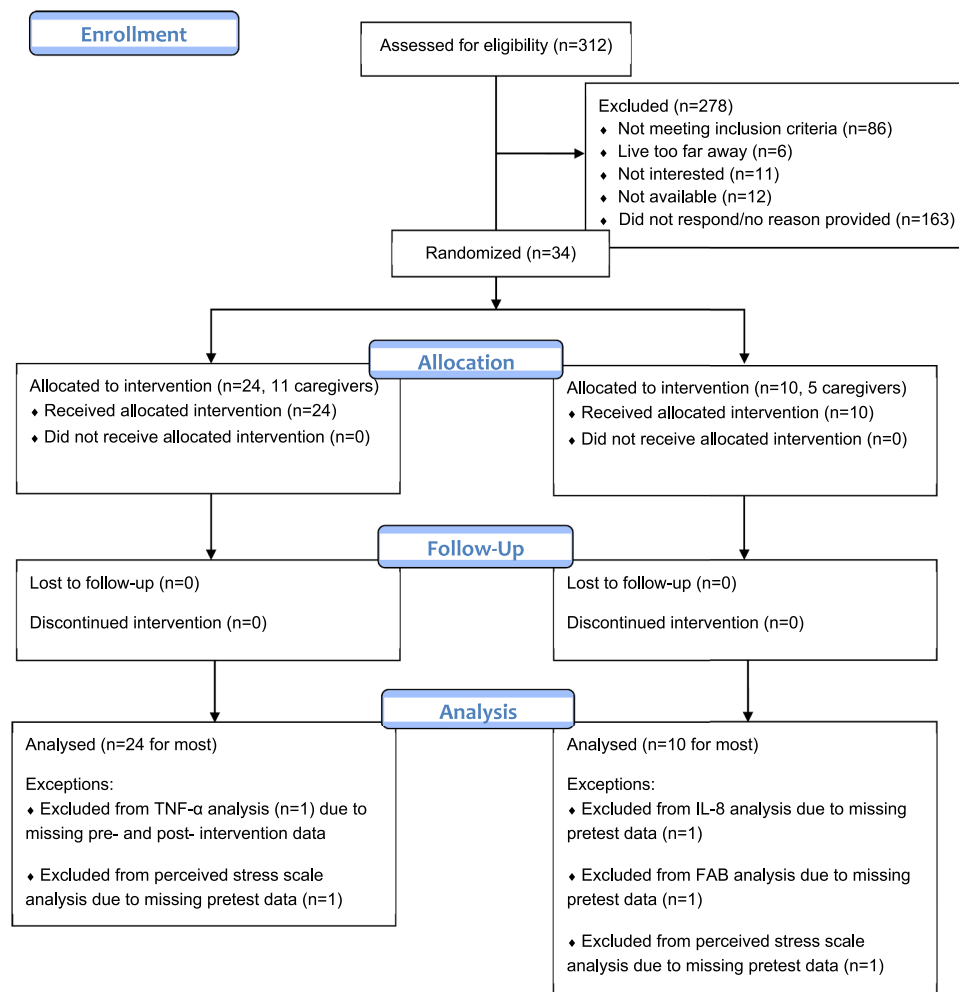 Enrollment
Assessed for eligibility (n=312)
Excluded (n=278)
♦ Not meeting inclusion criteria (n=86)
♦ Live too far away (n=6)
♦ Not interested (n=11)
♦ Not available (n=12)
♦ Did not respond/no reason provided (n=163)
Randomized (n=34)
Allocation
Allocated to intervention (n=24, 11 caregivers)
♦ Received allocated intervention (n=24)
♦ Did not receive allocated intervention (n=0)
Allocated to intervention (n=10, 5 caregivers)
♦ Received allocated intervention (n=10)
♦ Did not receive allocated intervention (n=0)
Follow-Up
Lost to follow-up (n=0)
Discontinued intervention (n=0)
Lost to follow-up (n=0)
Discontinued intervention (n=0)
Analysis
Analysed (n=24 for most)
Exceptions:
♦ Excluded from TNF-α analysis (n=1) due to
missing pre- and post- intervention data
♦ Excluded from perceived stress scale
analysis due to missing pretest data (n=1)
Analysed (n=10 for most)
Exceptions:
♦ Excluded from IL-8 analysis due to missing
pretest data (n=1)
♦ Excluded from FAB analysis due to missing
pretest data (n=1)
♦ Excluded from perceived stress scale
analysis due to missing pretest data (n=1)